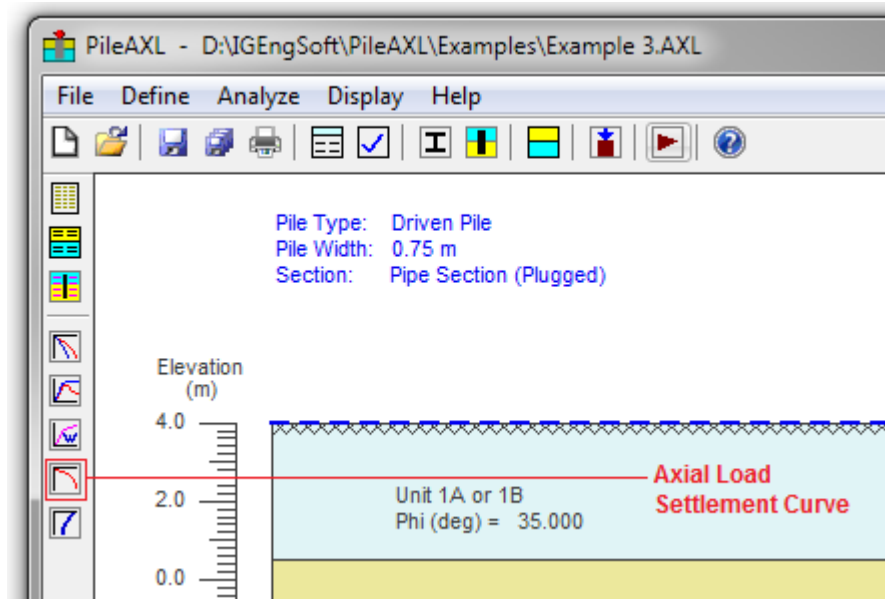 PileAXL - D:\IGEngSoft\PileAXL\Examples\Example 3.AXL
File Define Analyze Display Help
Pile Type: Driven Pile
Pile Width: 0.75 m
Section: Pipe Section (Plugged)
Elevation
(m)
4.0
2.0
0.0
Unit 1A or 1B
Phi (deg) = 35.000
Axial Load
Settlement Curve